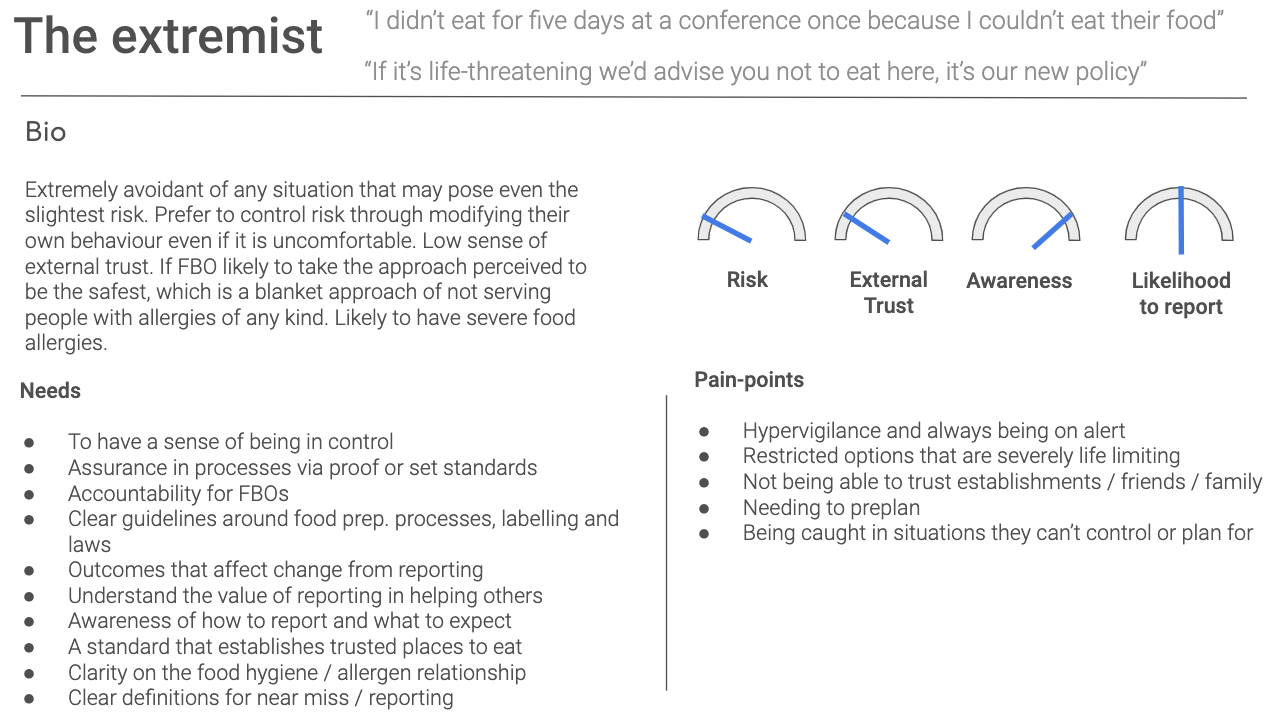 The extremist
“I didn’t eat for five days at a conference once because I couldn’t eat their food”
“If it’s life-threatening we’d advise you not to eat here, it’s our new policy”
Bio
Extremely avoidant of any situation that may pose even the
slightest risk. Prefer to control risk through modifying their
own behaviour even if it is uncomfortable. Low sense of
external trust. If FBO likely to take the approach perceived to
be the safest, which is a blanket approach of not serving
people with allergies of any kind. Likely to have severe food
allergies.
Risk
External
Trust
Awareness
Likelihood
to report
Needs
● To have a sense of being in control
● Assurance in processes via proof or set standards
● Accountability for FBOs
● Clear guidelines around food prep. processes, labelling and
laws
● Outcomes that affect change from reporting
● Understand the value of reporting in helping others
● Awareness of how to report and what to expect
● A standard that establishes trusted places to eat
● Clarity on the food hygiene / allergen relationship
● Clear definitions for near miss / reporting
Pain-points
● Hypervigilance and always being on alert
● Restricted options that are severely life limiting
● Not being able to trust establishments / friends / family
● Needing to preplan
● Being caught in situations they can’t control or plan for